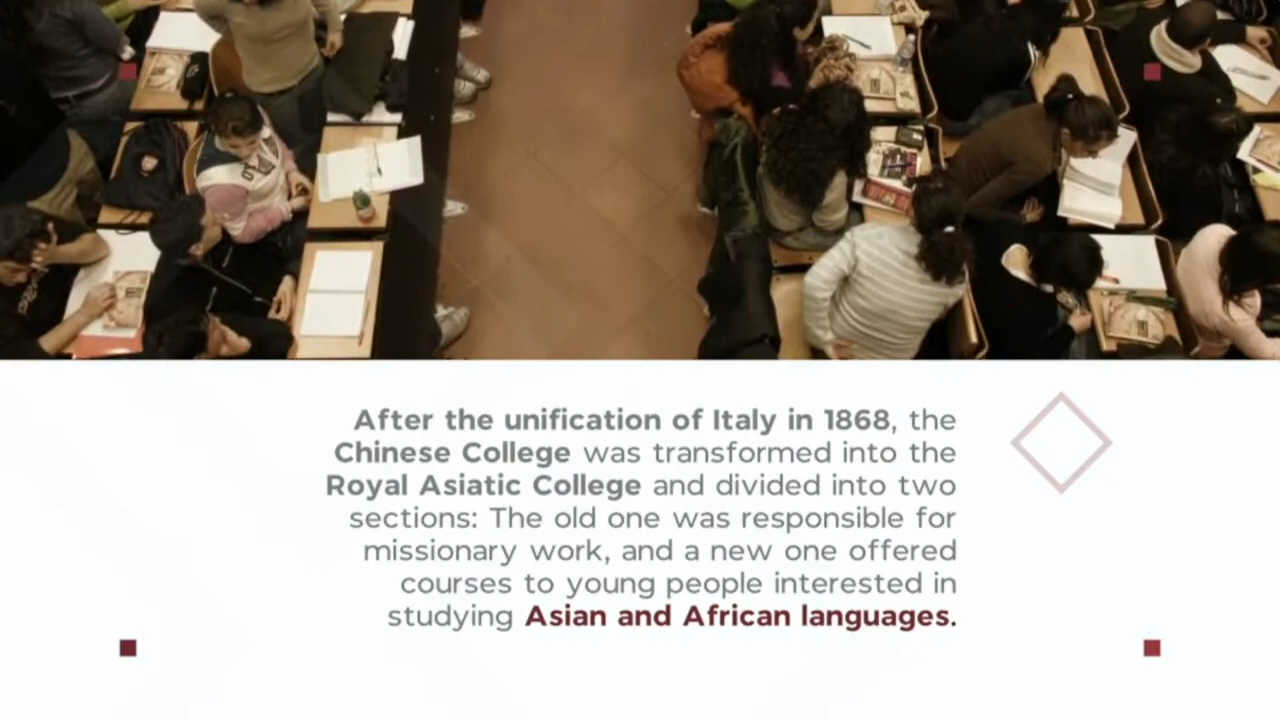 After the unification of Italy in 1868, the
Chinese College was transformed into the
Royal Asiatic College and divided into two
sections: The old one was responsible for
missionary work, and a new one offered
courses to young people interested in
studying Asian and African languages.